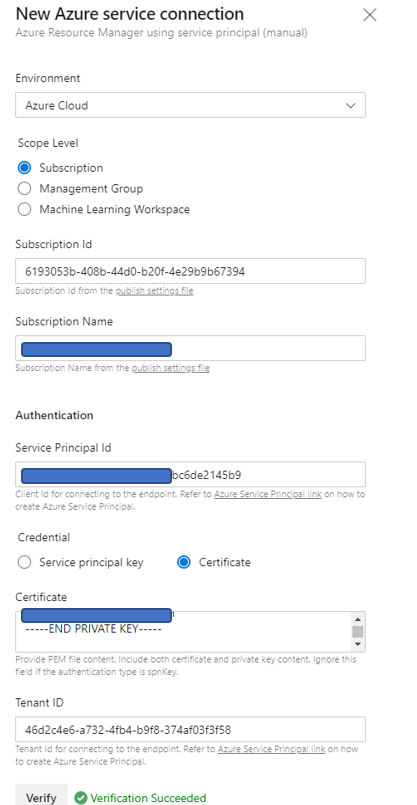 New Azure service connection
Azure Resource Manager using service principal (manual)
Environment
Azure Cloud
Scope Level
Subscription
Management Group
Machine Learning Workspace
Subscription Id
6193053b-408b-44d0-b20f-4e29b9b67394
Subscription Id from the publish settings file
Subscription Name
Subscription Name from the publish settings file
Authentication
Service Principal Id
bc6de2145b9
Client Id for connecting to the endpoint. Refer to Azure Service Principal link on how to
create Azure Service Principal.
Credential
Service principal key
Certificate
Certificate
-----END PRIVATE KEY-----
Provide PEM file content. Include both certificate and private key content. Ignore this
field if the authentication type is spnKey.
Tenant ID
46d2c4e6-a732-4fb4-b9f8-374af03f3f58
Tenant Id for connecting to the endpoint. Refer to Azure Service Principal link on how
to create Azure Service Principal.
Verify
Verification Succeeded